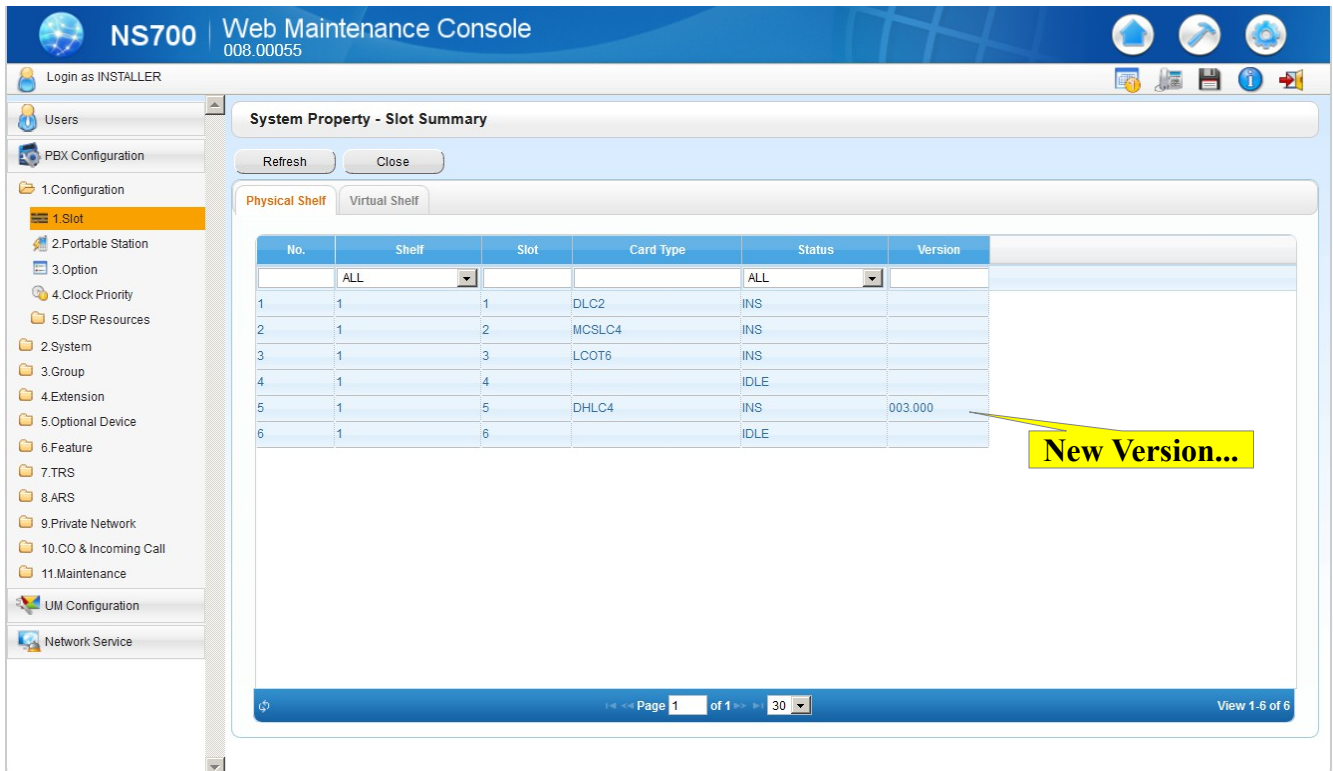 NS700 Web Maintenance Console
008.00055
Login as INSTALLER
Users
PBX Configuration
1.Configuration
1.Slot
2.Portable Station
3.Option
4.Clock Priority
5.DSP Resources
2.System
3.Group
4.Extension
5.Optional Device
6.Feature
7.TRS
8.ARS
9.Private Network
10.CO & Incoming Call
11.Maintenance
UM Configuration
Network Service
System Property - Slot Summary
Refresh Close
Physical Shelf Virtual Shelf
No. Shelf Slot Card Type Status Version
ALL ALL
1 1 1 DLC2 INS
2 1 2 MCSLC4 INS
3 1 3 LCOT6 INS
4 1 4 IDLE
5 1 5 DHLC4 INS 003.000
6 1 6 IDLE
New Version...
Page 1 of 1 30 View 1-6 of 6